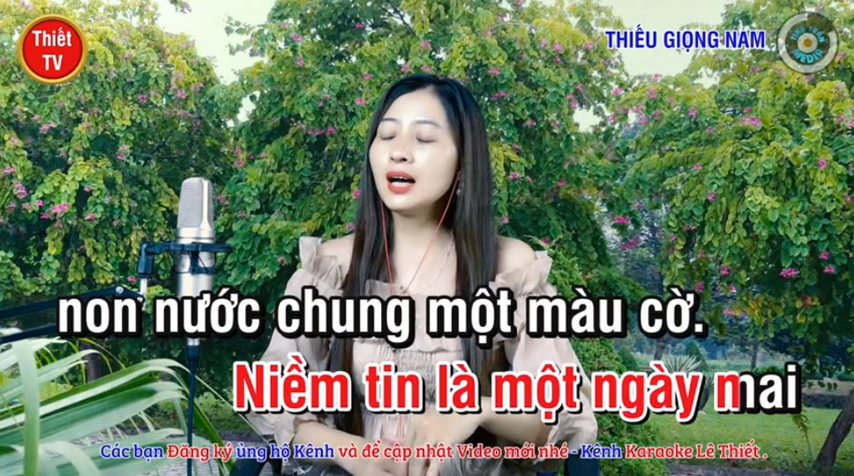 Thiết
TV
THIẾU GIỌNG NAM
non nước chung một màu cờ.
Niềm tin là một ngày mai
Các bạn Đăng ký ủng hộ Kênh và để cập nhật Video mới nhé - Kênh Karaoke Lê Thiết .